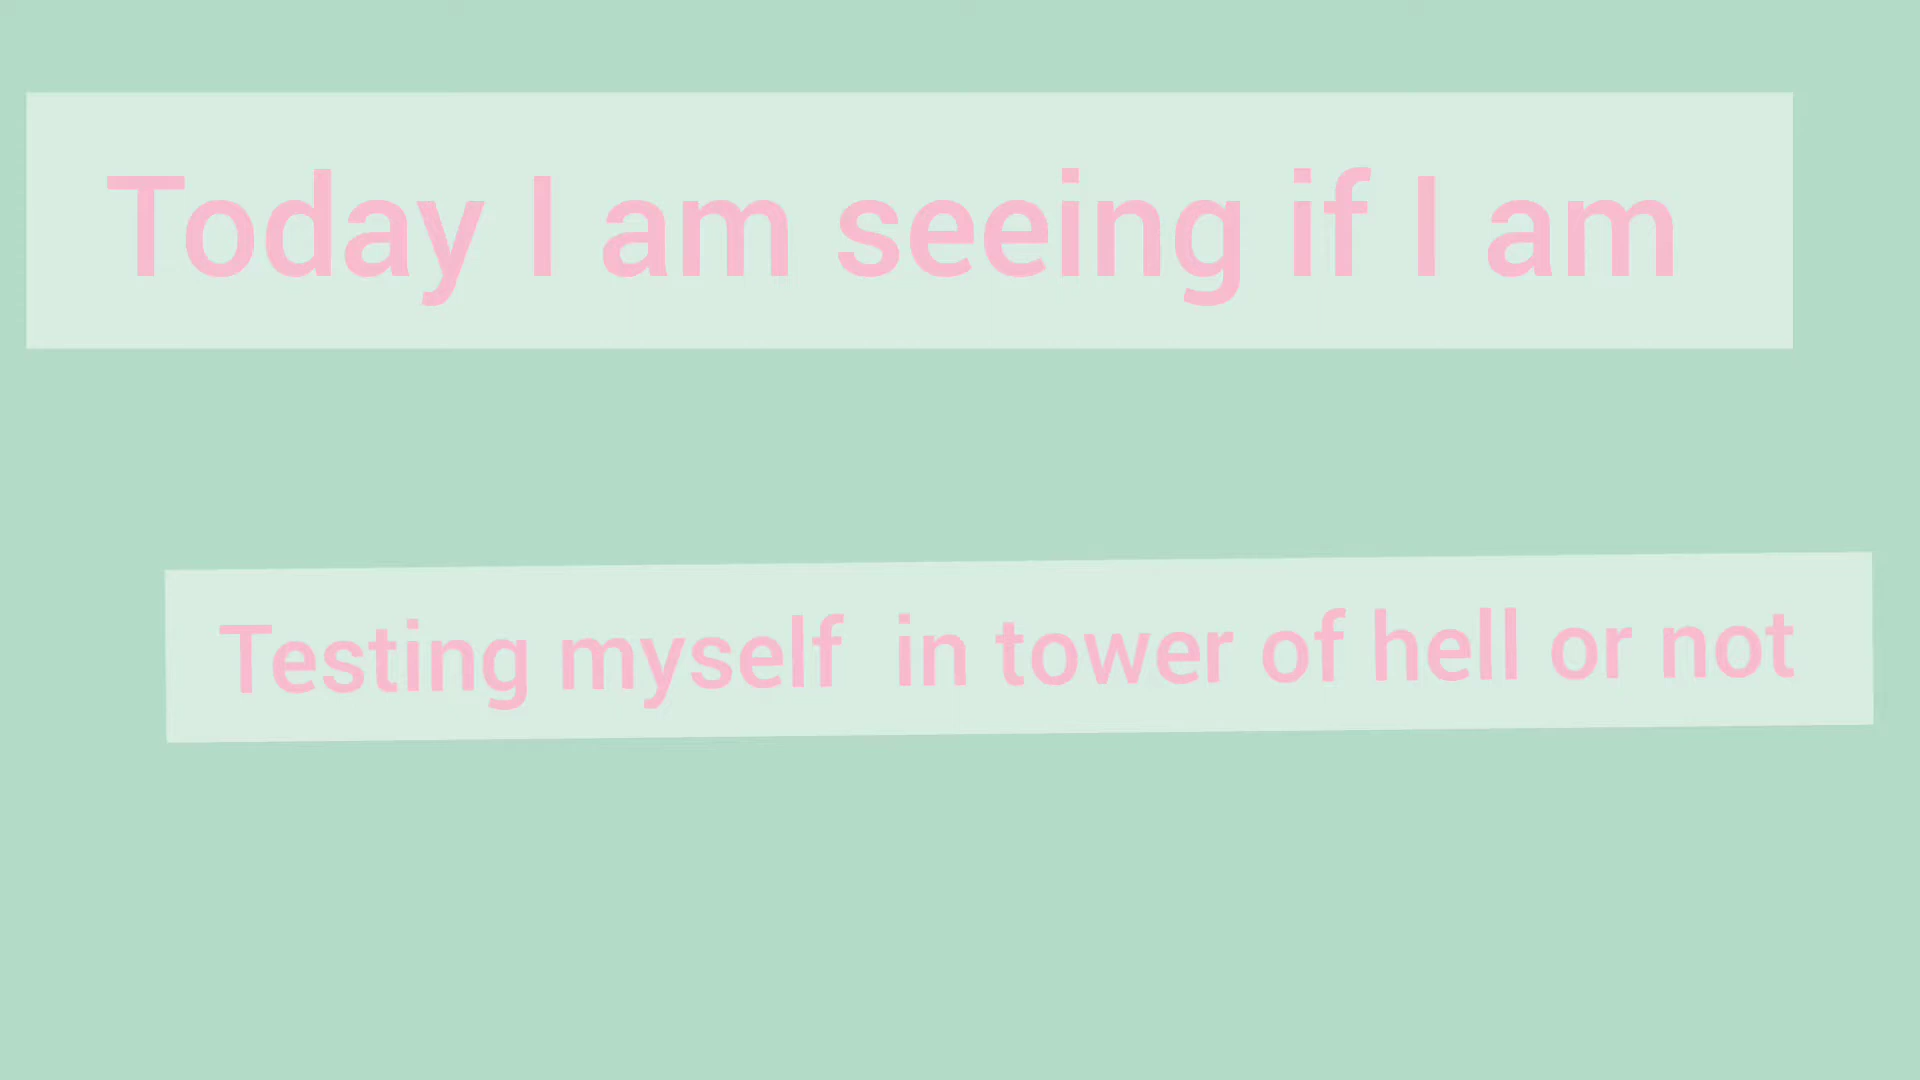 Today I am seeing if I am
Testing myself in tower of hell or not